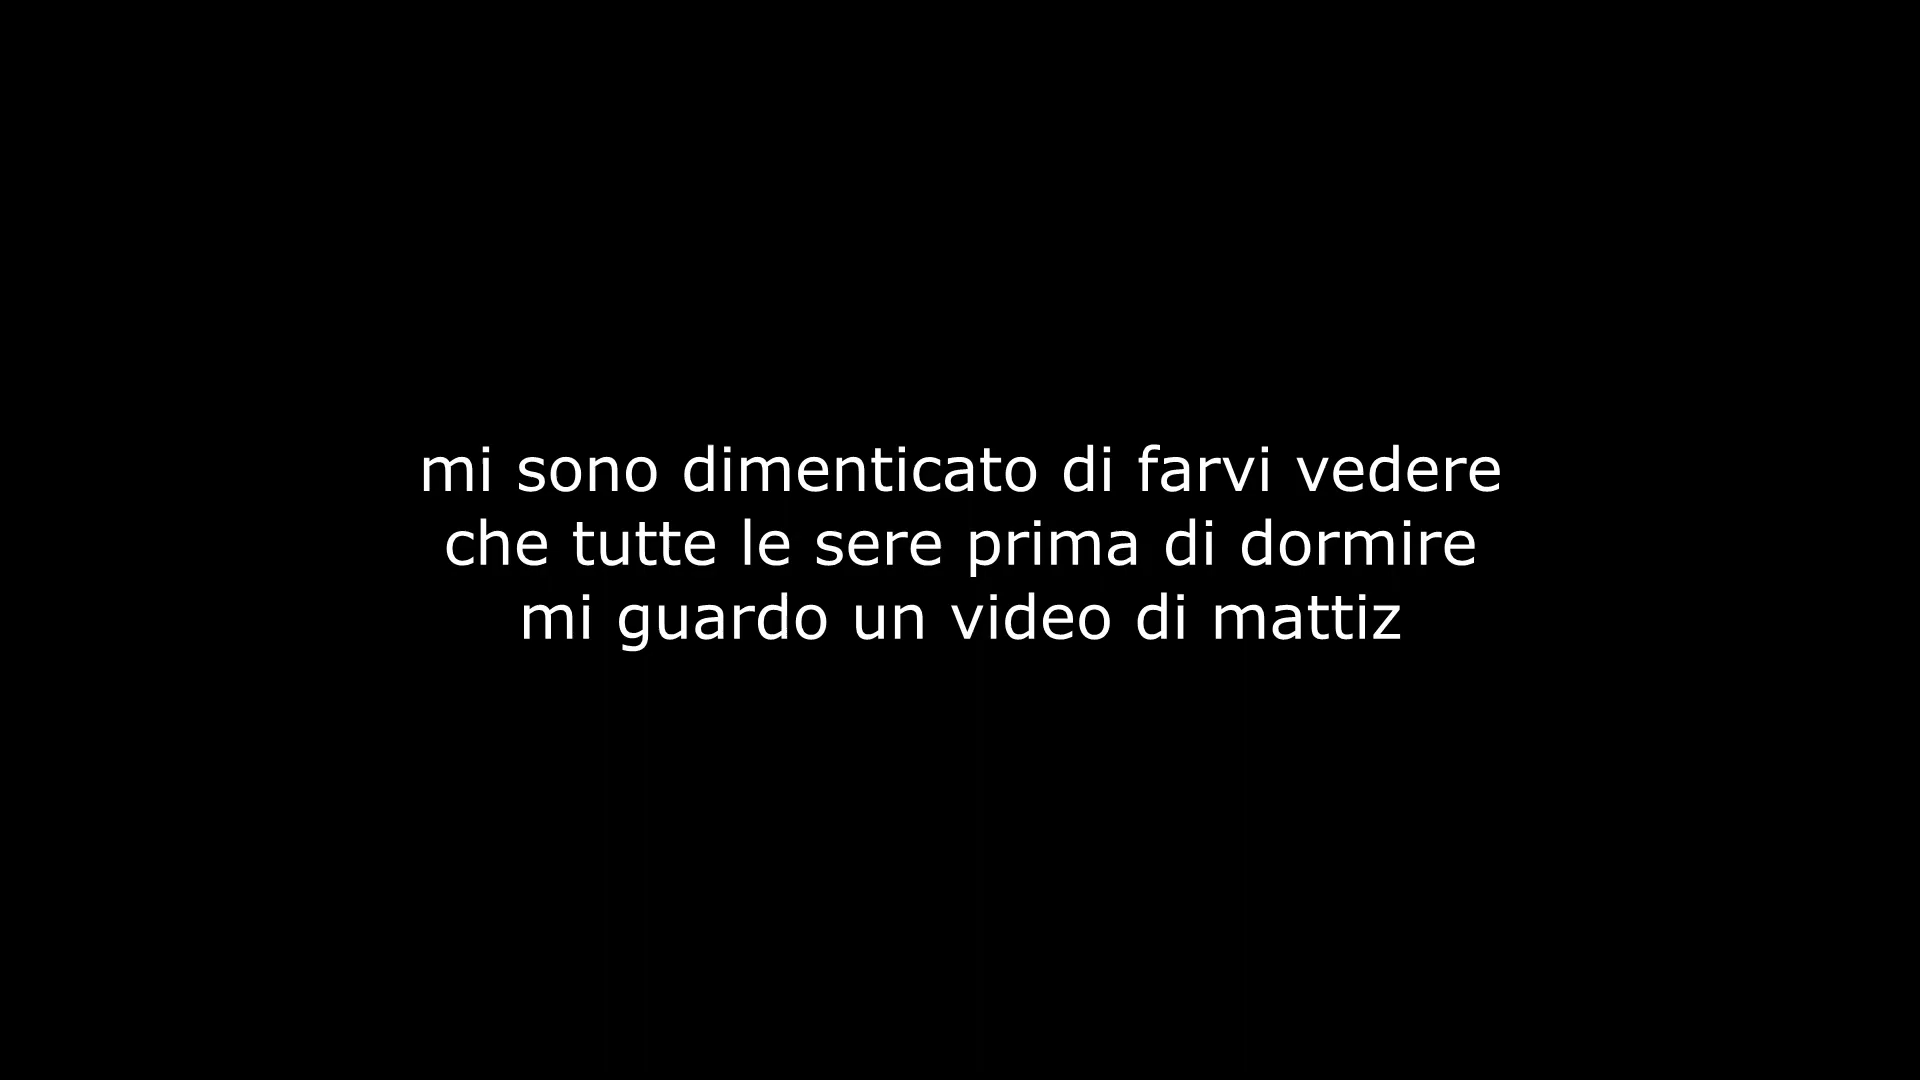 mi sono dimenticato di farvi vedere
che tutte le sere prima di dormire
mi guardo un video di mattiz